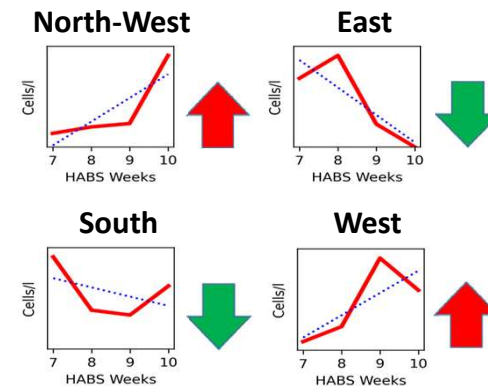 North-West
Cells/l
7 8 9 10
HABS Weeks
East
Cells/l
7 8 9 10
HABS Weeks
South
Cells/l
7 8 9 10
HABS Weeks
West
Cells/l
7 8 9 10
HABS Weeks